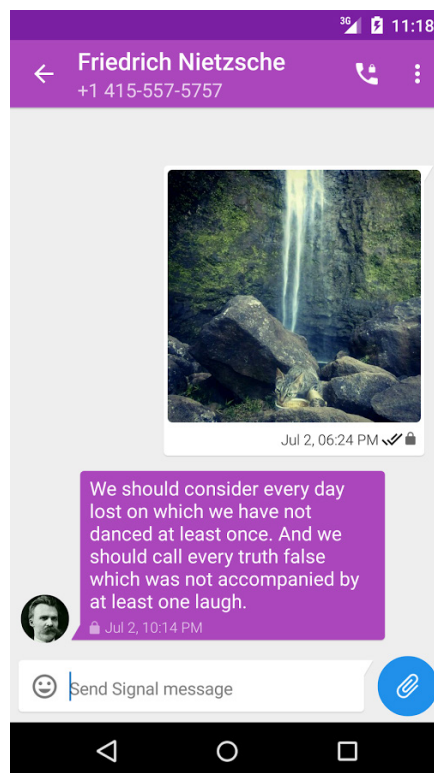 3G 11:18
Friedrich Nietzsche
+1 415-557-5757
Jul 2, 06:24 PM
We should consider every day
lost on which we have not
danced at least once. And we
should call every truth false
which was not accompanied by
at least one laugh.
Jul 2, 10:14 PM
Send Signal message